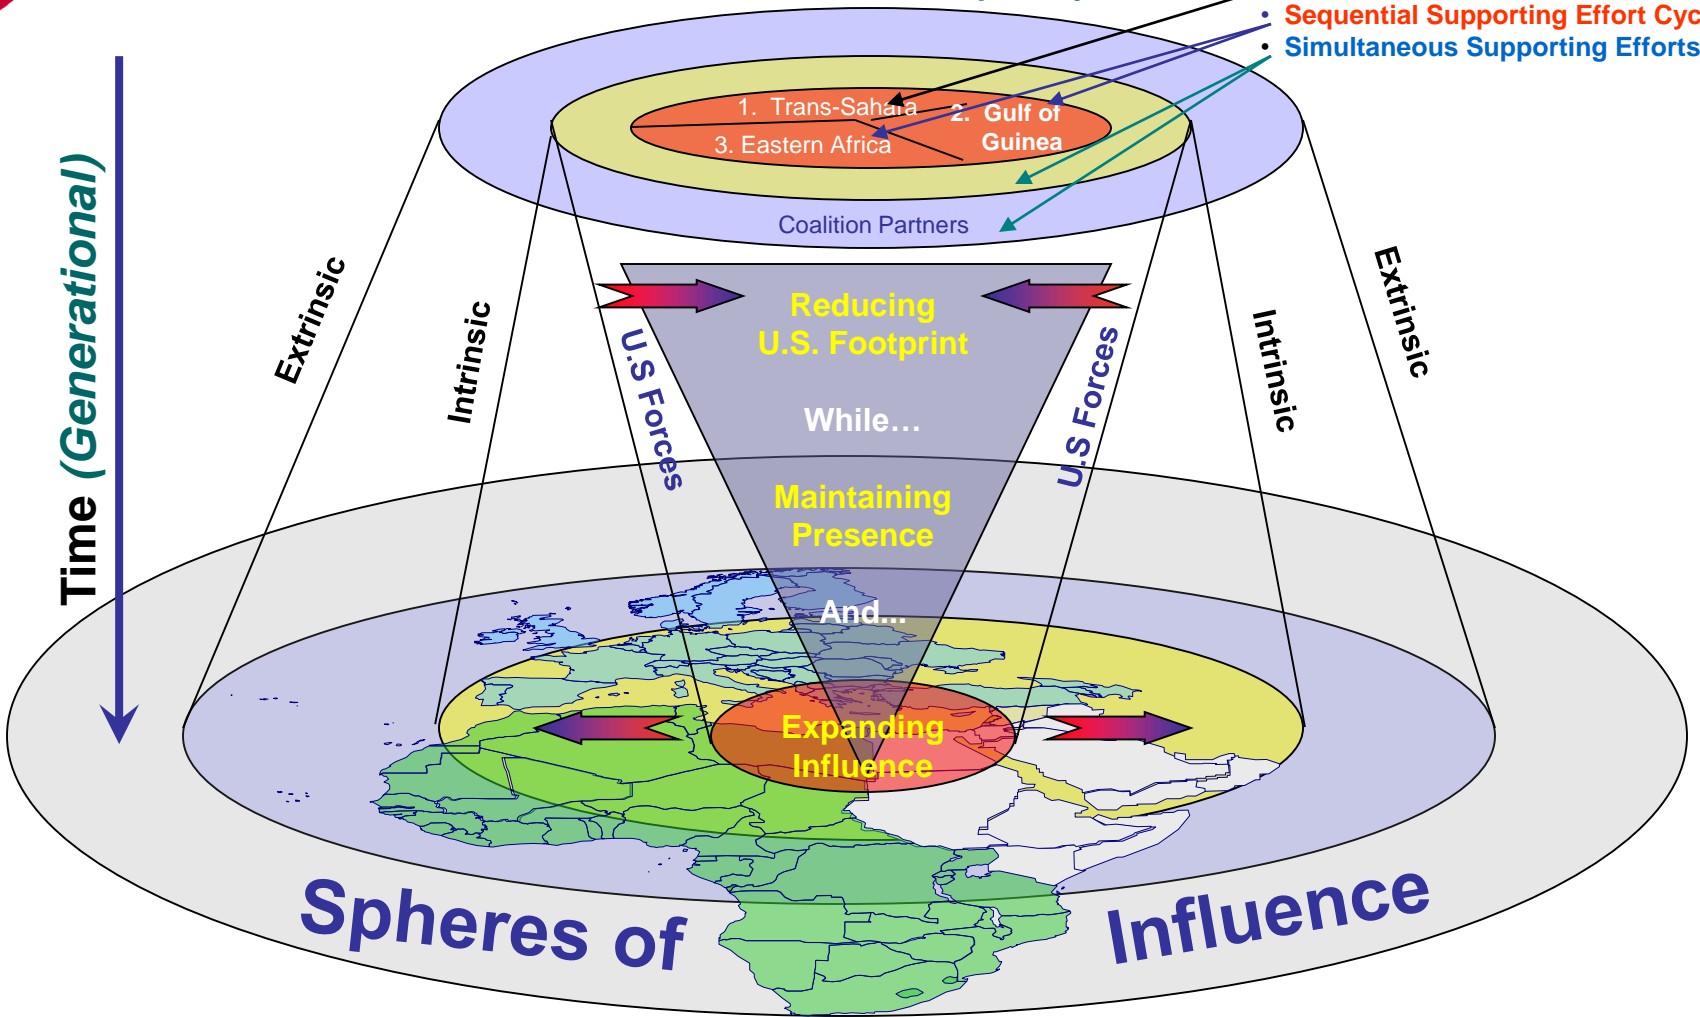 • Sequential Supporting Effort Cyc
• Simultaneous Supporting Efforts
1. Trans-Sahara
2. Gulf of
Guinea
3. Eastern Africa
Coalition Partners
Time (Generational)
Extrinsic
Intrinsic
U.S Forces
Reducing
U.S. Footprint
While…
Maintaining
Presence
And...
Expanding
Influence
U.S Forces
Intrinsic
Extrinsic
Spheres of
Influence